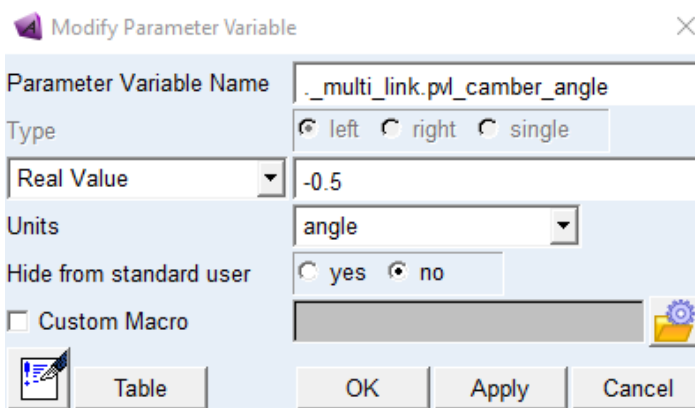 Modify Parameter Variable
Parameter Variable Name ._multi_link.pvl_camber_angle
Type left right single
Real Value -0.5
Units angle
Hide from standard user yes no
Custom Macro
Table OK Apply Cancel